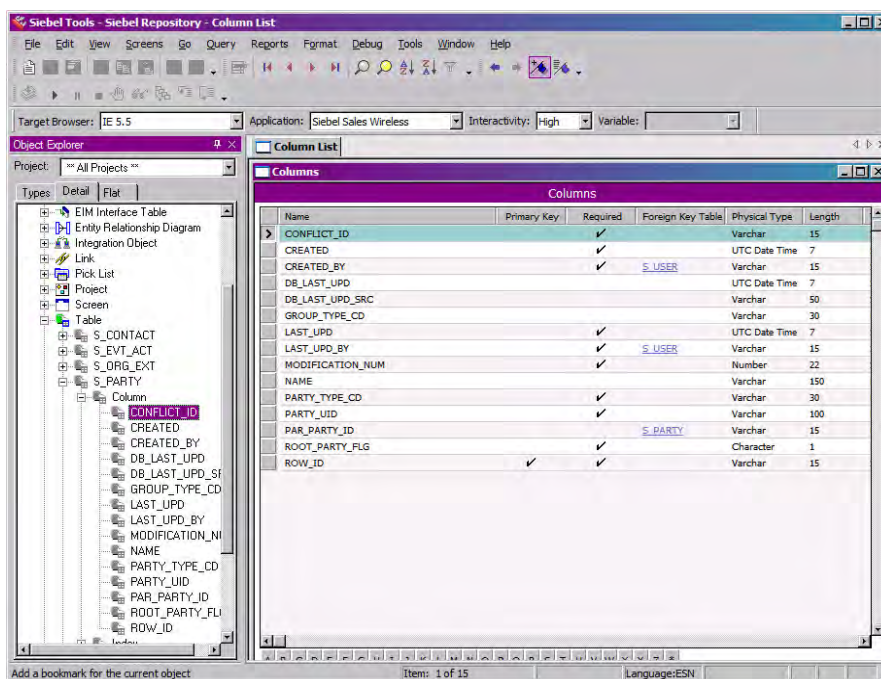 Siebel Tools - Siebel Repository - Column List
File Edit View Screens Go Query Reports Format Debug Tools Window Help
Target Browser: IE 5.5 Application: Siebel Sales Wireless Interactivity: High Variable:
Object Explorer
Project: ** All Projects **
Types Detail Flat
EIM Interface Table
Entity Relationship Diagram
Integration Object
Link
Pick List
Project
Screen
Table
S_CONTACT
S_EVT_ACT
S_ORG_EXT
S_PARTY
Column
CONFLICT_ID
CREATED
CREATED_BY
DB_LAST_UPD
DB_LAST_UPD_SF
GROUP_TYPE_CD
LAST_UPD
LAST_UPD_BY
MODIFICATION_NU
NAME
PARTY_TYPE_CD
PARTY_UID
PAR_PARTY_ID
ROOT_PARTY_FL
ROW_ID
Index
Column List
Columns
Columns
Name Primary Key Required Foreign Key Table Physical Type Length
CONFLICT_ID ✔ Varchar 15
CREATED ✔ UTC Date Time 7
CREATED_BY ✔ S_USER Varchar 15
DB_LAST_UPD UTC Date Time 7
DB_LAST_UPD_SRC Varchar 50
GROUP_TYPE_CD Varchar 30
LAST_UPD ✔ UTC Date Time 7
LAST_UPD_BY ✔ S_USER Varchar 15
MODIFICATION_NUM ✔ Number 22
NAME Varchar 150
PARTY_TYPE_CD ✔ Varchar 30
PARTY_UID ✔ Varchar 100
PAR_PARTY_ID S_PARTY Varchar 15
ROOT_PARTY_FLG ✔ Character 1
ROW_ID ✔ ✔ Varchar 15
Add a bookmark for the current object Item: 1 of 15 Language:ESN